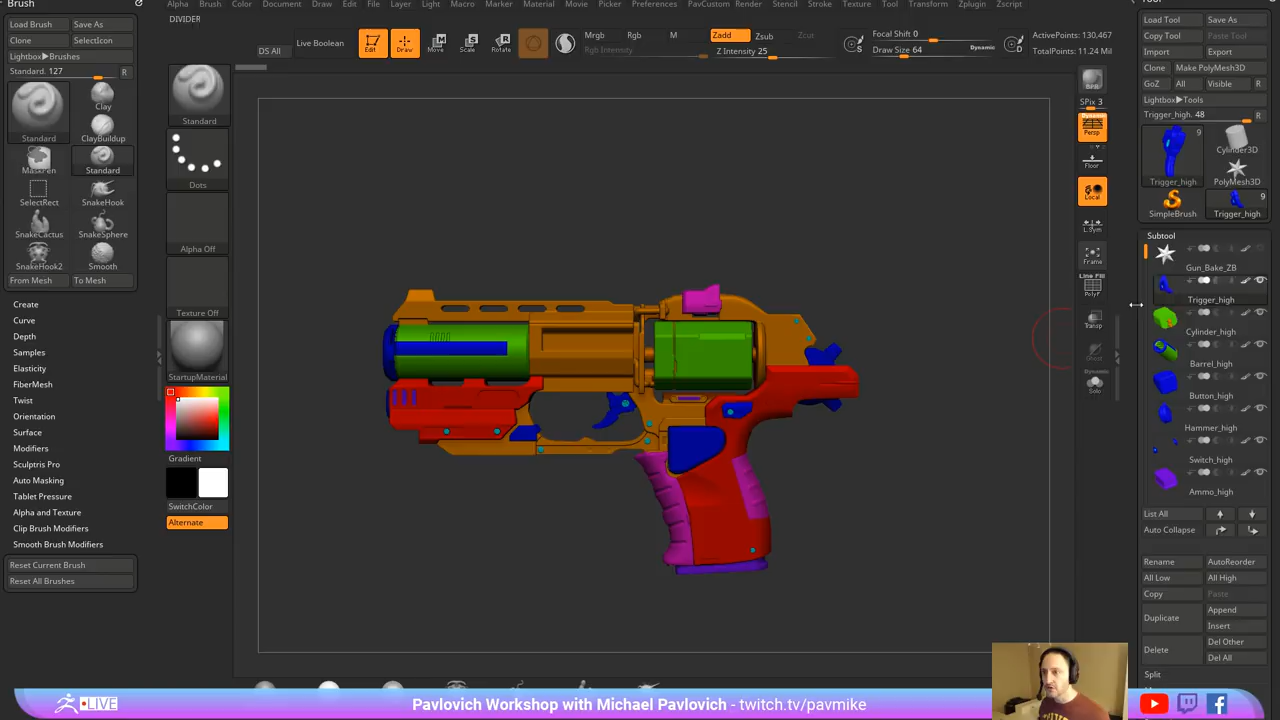 Brush
Alpha Brush Color Document Draw Edit File Layer Light Macro Marker Material Movie Picker Preferences PavCustom Render Stencil Stroke Texture Tool Transform Zplugin Zscript
DIVIDER
Load Brush Save As
Clone SelectIcon
Lightbox▶Brushes
Standard. 127 R
Standard
Clay
ClayBuildup
MaskPen
Standard
SelectRect
SnakeHook
SnakeCactus
SnakeSphere
SnakeHook2
Smooth
From Mesh To Mesh
Create
Curve
Depth
Samples
Elasticity
FiberMesh
Twist
Orientation
Surface
Modifiers
Sculptris Pro
Auto Masking
Tablet Pressure
Alpha and Texture
Clip Brush Modifiers
Smooth Brush Modifiers
Reset Current Brush
Reset All Brushes
DS All
Live Boolean
Edit
Draw
Move
Scale
Rotate
Mrgb Rgb M
Rgb Intensity
Zadd Zsub Zcut
Z Intensity 25
S
Focal Shift 0
Draw Size 64
Dynamic
D
ActivePoints: 130,467
TotalPoints: 11.24 Mil
Standard
Dots
Alpha Off
Texture Off
StartupMaterial
Gradient
SwitchColor
Alternate
BPR
SPix 3
Dynamic
Persp
Floor
Local
L.Sym
Frame
Line Fill
PolyF
Transp
Ghost
Dynamic
Solo
Load Tool Save As
Copy Tool Paste Tool
Import Export
Clone Make PolyMesh3D
GoZ All Visible R
Lightbox▶Tools
Trigger_high. 48 R
9
Trigger_high
Cylinder3D
PolyMesh3D
SimpleBrush
9
Trigger_high
Subtool
Gun_Bake_ZB
Trigger_high
Cylinder_high
Barrel_high
Button_high
Hammer_high
Switch_high
Ammo_high
List All
Auto Collapse
Rename AutoReorder
All Low All High
Copy Paste
Duplicate
Append
Insert
Delete
Del Other
Del All
Split
LIVE
Pavlovich Workshop with Michael Pavlovich - twitch.tv/pavmike